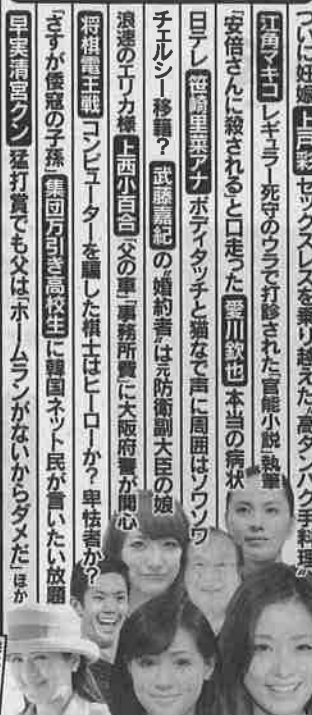 ついに妊娠 上戸彩 セックスレスを乗り越えた“高タンパク手料理”
江角マキコ レギュラー死守のウラで打診された「官能小説」執筆
「安倍さんに殺される」と口走った 愛川欽也 本当の病状
日テレ 笹崎里菜アナ ボディタッチと猫なで声に周囲はソワソワ
チェルシー移籍？ 武藤嘉紀 の“婚約者”は元防衛副大臣の娘
浪速のエリカ様 上西小百合 「父の車」「事務所費」に大阪府警が関心
将棋電王戦 コンピューターを騙した棋士はヒーローか？ 卑怯者か？
「さすが倭寇の子孫」 集団万引き高校生 に韓国ネット民が言いたい放題
早実清宮クン 猛打賞でも父は「ホームランがないからダメだ」 ほか